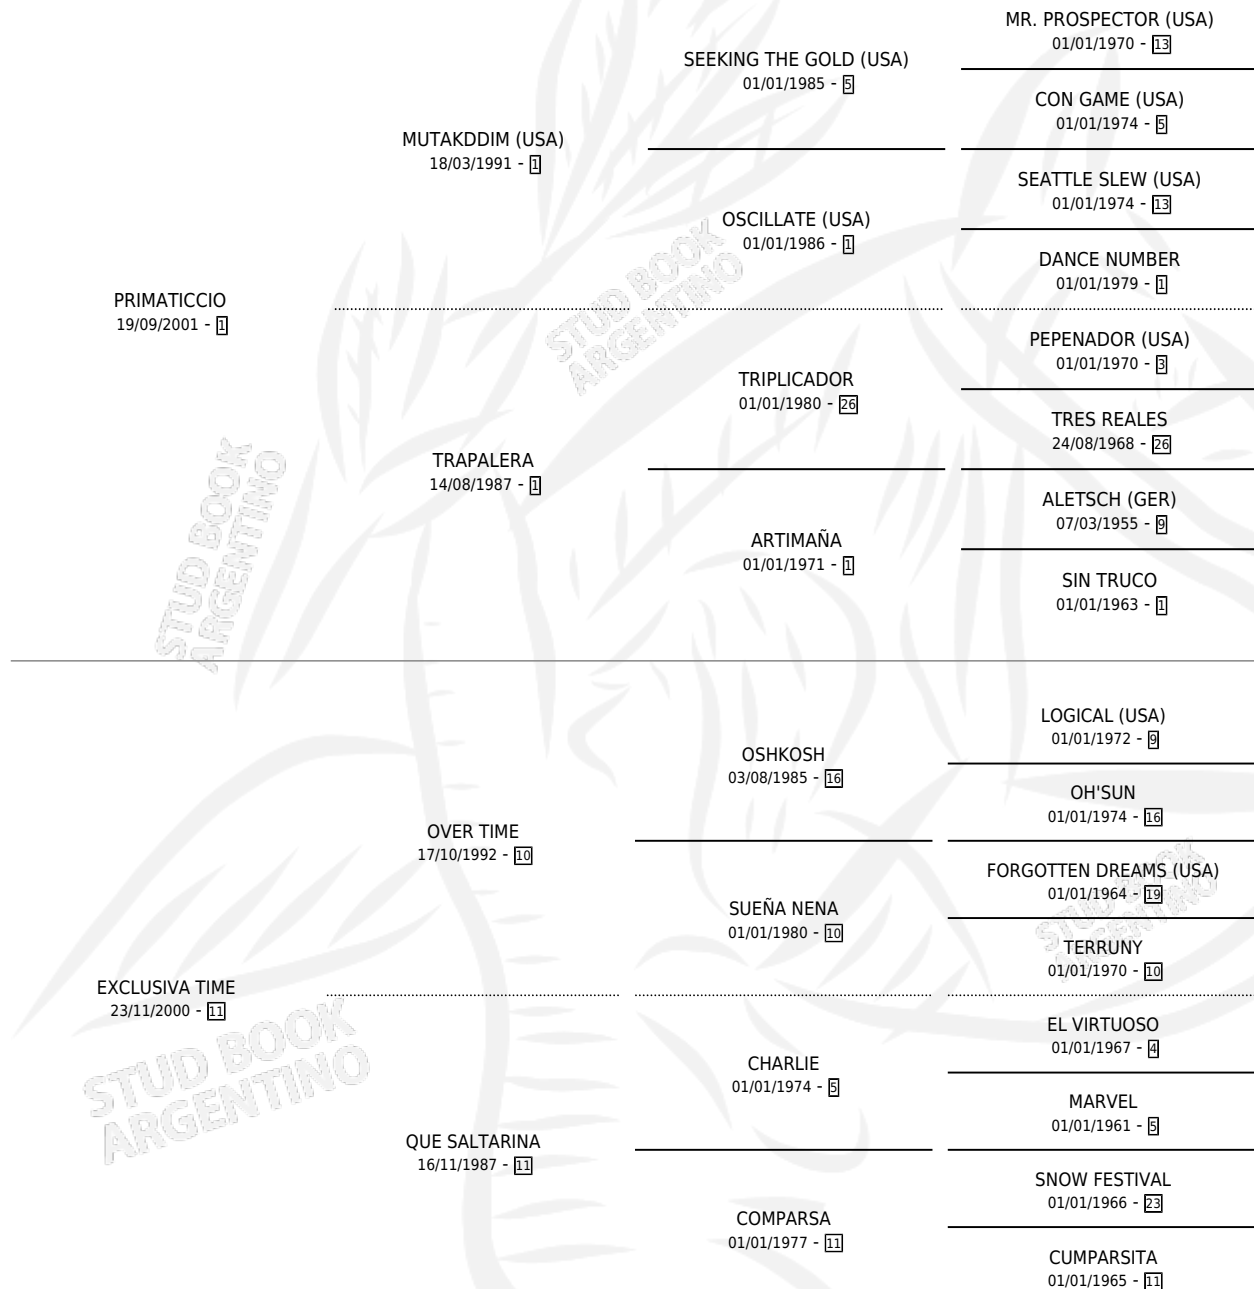 MR. PROSPECTOR (USA)
01/01/1970 - 13
SEEKING THE GOLD (USA)
01/01/1985 - 5
CON GAME (USA)
01/01/1974 - 5
MUTAKDDIM (USA)
18/03/1991 - 1
SEATTLE SLEW (USA)
01/01/1974 - 13
OSCILLATE (USA)
01/01/1986 - 1
DANCE NUMBER
01/01/1979 - 1
PRIMATICCIO
19/09/2001 - 1
STUD BOOK
ARGENTINO
PEPENADOR (USA)
01/01/1970 - 3
TRIPLICADOR
01/01/1980 - 26
TRES REALES
24/08/1968 - 26
TRAPALERA
14/08/1987 - 1
ALETSCH (GER)
07/03/1955 - 9
ARTIMAÑA
01/01/1971 - 1
SIN TRUCO
01/01/1963 - 1
STUD BOOK
ARGENTINO
LOGICAL (USA)
01/01/1972 - 9
OSHKOSH
03/08/1985 - 16
OH'SUN
01/01/1974 - 16
OVER TIME
17/10/1992 - 10
FORGOTTEN DREAMS (USA)
01/01/1964 - 19
SUEÑA NENA
01/01/1980 - 10
TERRUNY
01/01/1970 - 10
STUD BOOK
ARGENTINO
EXCLUSIVA TIME
23/11/2000 - 11
STUD BOOK
ARGENTINO
EL VIRTUOSO
01/01/1967 - 4
CHARLIE
01/01/1974 - 5
MARVEL
01/01/1961 - 5
QUE SALTARINA
16/11/1987 - 11
SNOW FESTIVAL
01/01/1966 - 23
COMPARSA
01/01/1977 - 11
CUMPARSITA
01/01/1965 - 11